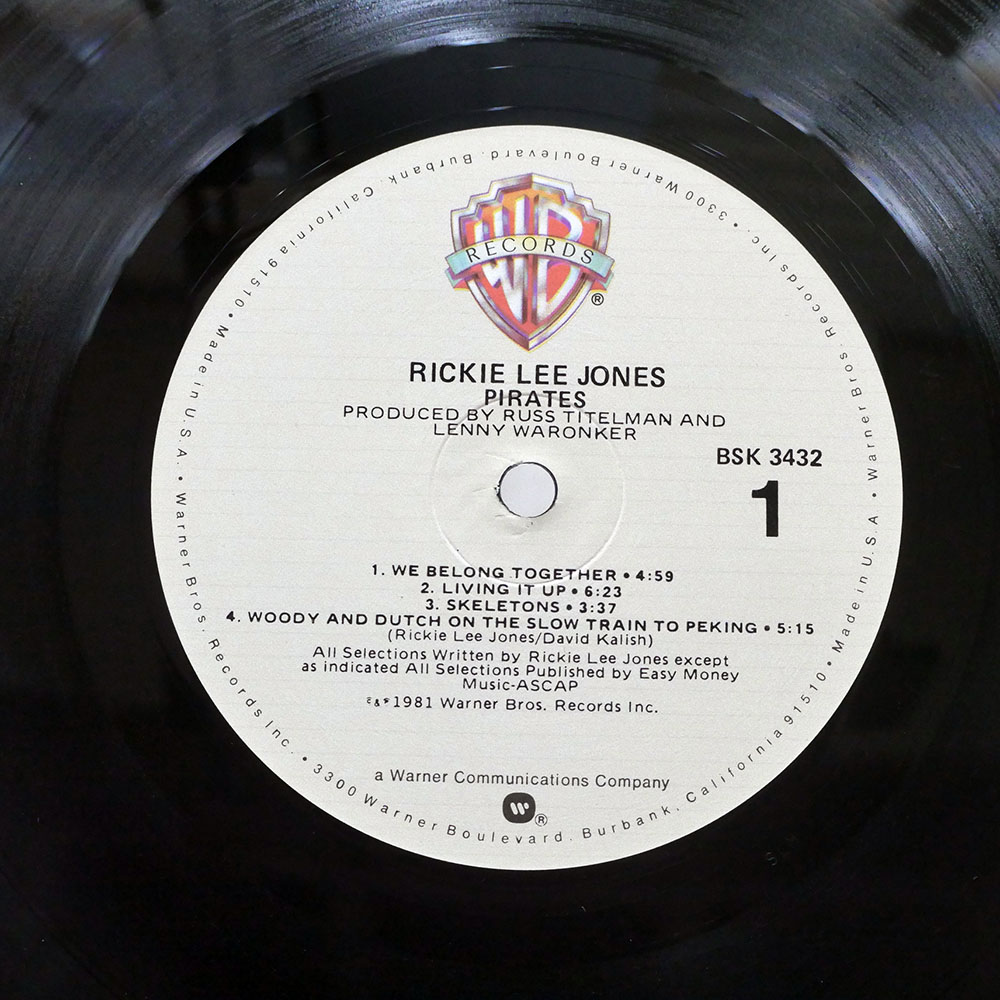 WB
RECORDS
®
RICKIE LEE JONES
PIRATES
PRODUCED BY RUSS TITELMAN AND
LENNY WARONKER
BSK 3432
1
1. WE BELONG TOGETHER • 4:59
2. LIVING IT UP • 6:23
3. SKELETONS • 3:37
4. WOODY AND DUTCH ON THE SLOW TRAIN TO PEKING • 5:15
(Rickie Lee Jones/David Kalish)
All Selections Written by Rickie Lee Jones except
as indicated All Selections Published by Easy Money
Music-ASCAP
©&℗1981 Warner Bros. Records Inc.
a Warner Communications Company
W®
Warner Bros. Records Inc. • 3300 Warner Boulevard. Burbank. California 91510 • Made in U.S.A. •
Warner Bros. Records Inc. • 3300 Warner Boulevard. Burbank. California 91510 • Made in U.S.A. •